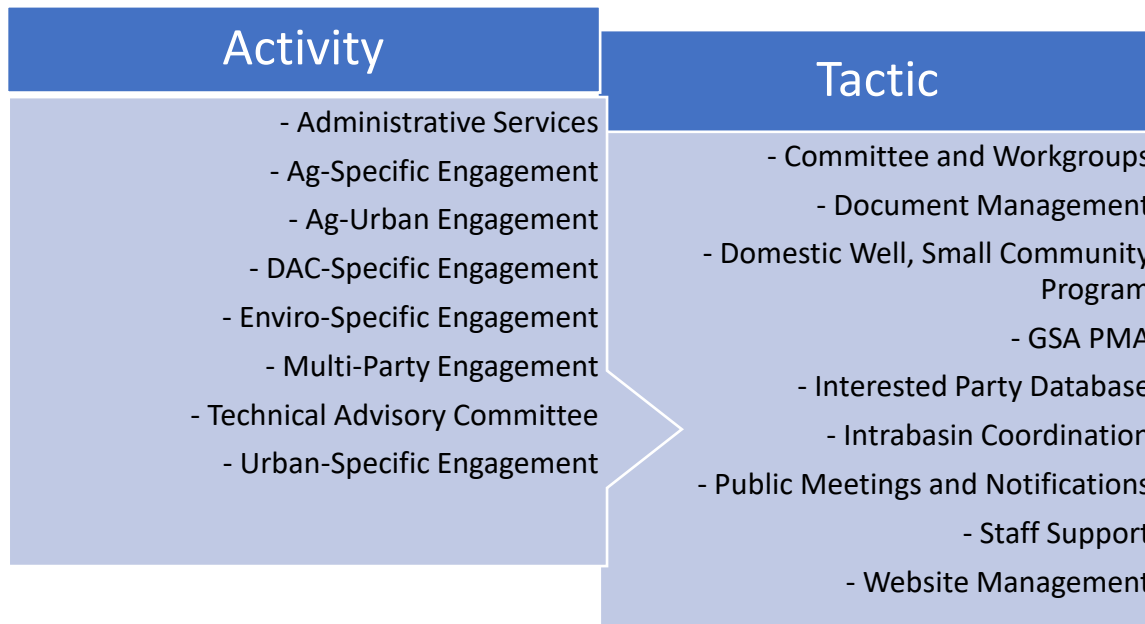 Activity
- Administrative Services
- Ag-Specific Engagement
- Ag-Urban Engagement
- DAC-Specific Engagement
- Enviro-Specific Engagement
- Multi-Party Engagement
- Technical Advisory Committee
- Urban-Specific Engagement
Tactic
- Committee and Workgroups
- Document Management
- Domestic Well, Small Community
Program
- GSA PMA
- Interested Party Database
- Intrabasin Coordination
- Public Meetings and Notifications
- Staff Support
- Website Management